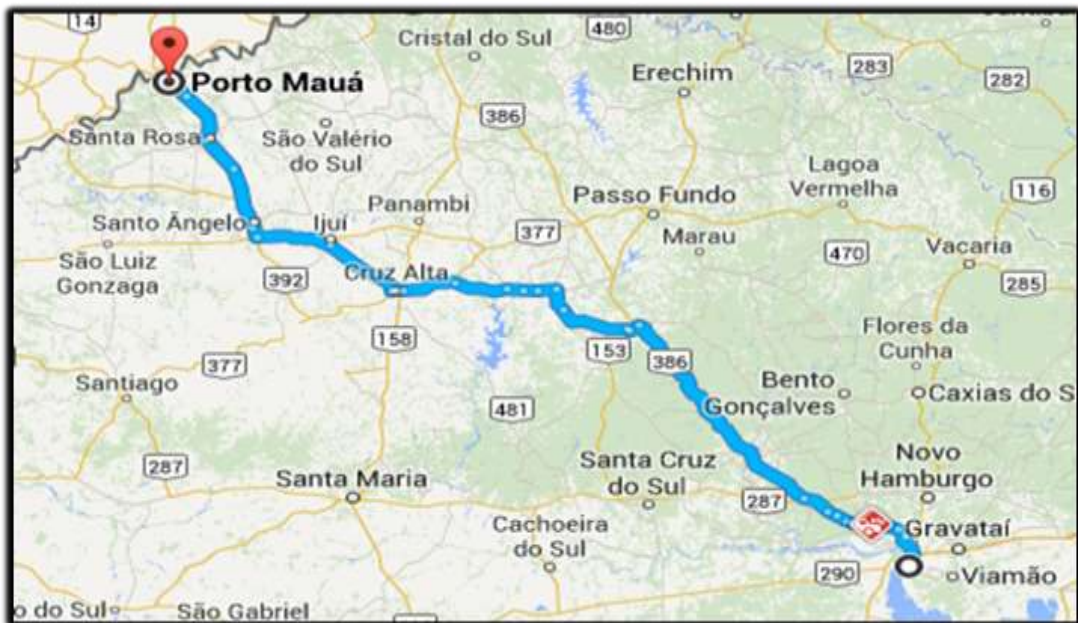 14
480
Cristal do Sul
283
Porto Mauá
Erechim
282
386
Santa Rosa
São Valério
do Sul
Lagoa
Vermelha
116
Passo Fundo
Panambi
Santo Ângelo
Ijuí
377
Marau
470
Vacaria
São Luiz
Gonzaga
392
Cruz Alta
285
158
153
386
Flores da
Cunha
377
Santiago
481
Bento
Gonçalves
Caxias do S
287
Santa Maria
Santa Cruz
do Sul
287
Novo
Hamburgo
Cachoeira
do Sul
Gravataí
290
Viamão
o do Sul
São Gabriel